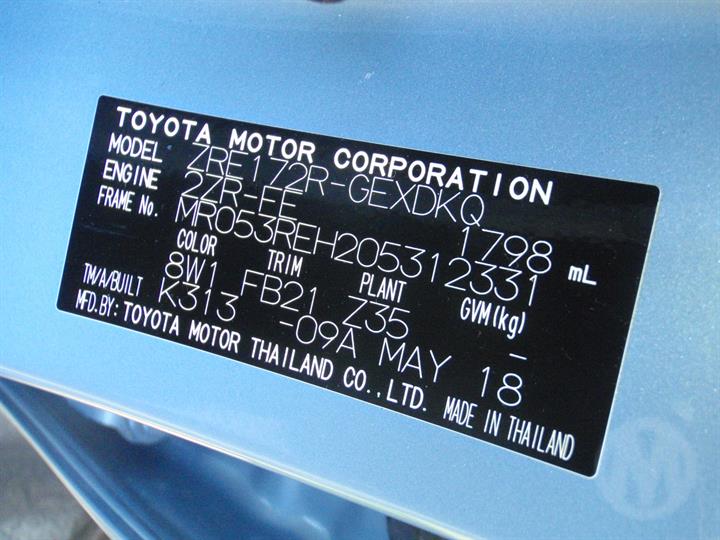 TOYOTA MOTOR CORPORATION
MODEL ZRE172R-GEXDKQ
ENGINE 2ZR-FE 1798 mL
FRAME No. MR053REH205312331
COLOR TRIM PLANT GVM(kg)
8W1 FB21 Z35 -
TM/A/BUILT K313 -09A MAY 18
MFD.BY: TOYOTA MOTOR THAILAND CO.,LTD. MADE IN THAILAND
M